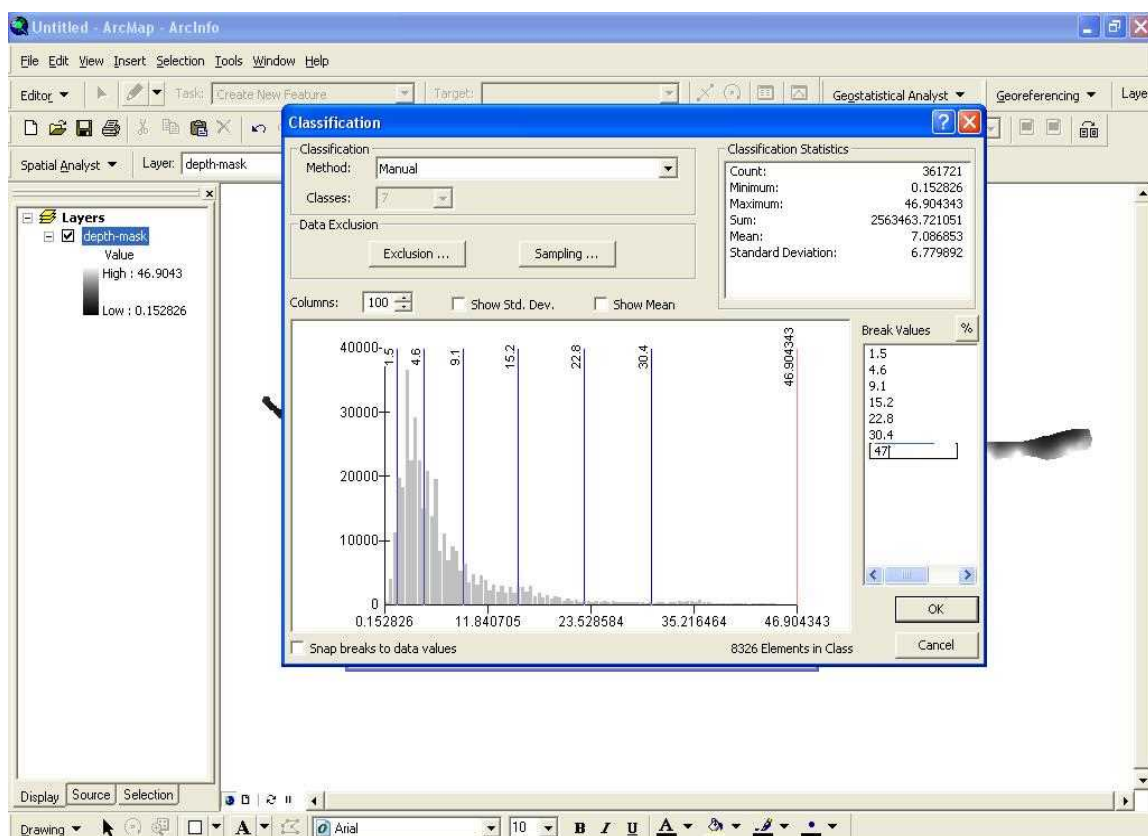 Untitled - ArcMap - ArcInfo
File Edit View Insert Selection Tools Window Help
Editor Task: Create New Feature Target: Geostatistical Analyst Georeferencing Laye
Spatial Analyst Layer: depth-mask
Layers
depth-mask
Value
High : 46.9043
Low : 0.152826
Classification
Classification
Method: Manual
Classes: 7
Data Exclusion
Exclusion ... Sampling ...
Classification Statistics
Count: 361721
Minimum: 0.152826
Maximum: 46.904343
Sum: 2563463.721051
Mean: 7.086853
Standard Deviation: 6.779892
Columns: 100 Show Std. Dev. Show Mean
Break Values %
1.5
4.6
9.1
15.2
22.8
30.4
47
1.5 4.6 9.1 15.2 22.8 30.4 46.904343
40000
30000
20000
10000
0
0.152826 11.840705 23.528584 35.216464 46.904343
OK
Cancel
Snap breaks to data values 8326 Elements in Class
Display Source Selection
Drawing A Arial 10 B I U A